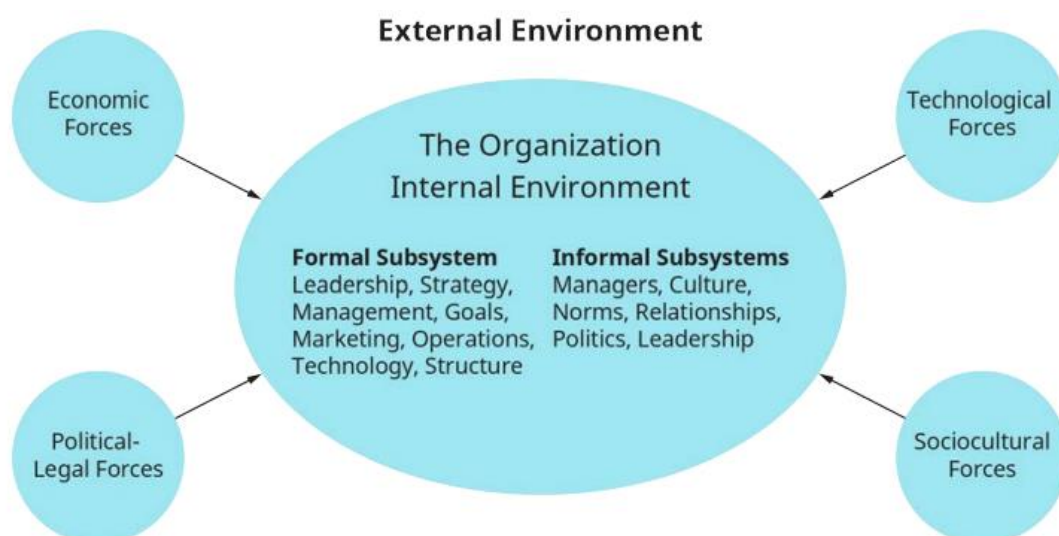 External Environment
Economic
Forces
Technological
Forces
The Organization
Internal Environment
Formal Subsystem
Leadership, Strategy,
Management, Goals,
Marketing, Operations,
Technology, Structure
Informal Subsystems
Managers, Culture,
Norms, Relationships,
Politics, Leadership
Political-
Legal Forces
Sociocultural
Forces